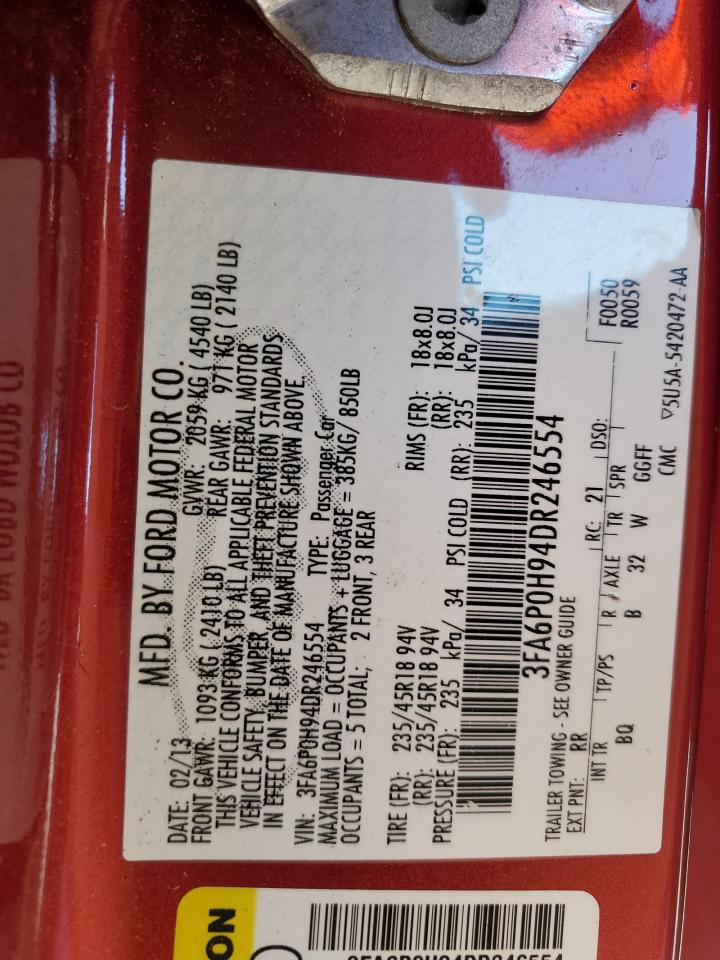 MFD. BY FORD MOTOR CO.
DATE: 02/13 GVWR: 2059 KG ( 4540 LB)
FRONT GAWR: 1093 KG ( 2410 LB) REAR GAWR: 971 KG ( 2140 LB)
THIS VEHICLE CONFORMS TO ALL APPLICABLE FEDERAL MOTOR
VEHICLE SAFETY, BUMPER, AND THEFT PREVENTION STANDARDS
IN EFFECT ON THE DATE OF MANUFACTURE SHOWN ABOVE.
VIN: 3FA6P0H94DR246554 TYPE: Passenger Car
MAXIMUM LOAD = OCCUPANTS + LUGGAGE = 385KG/ 850LB
OCCUPANTS = 5 TOTAL; 2 FRONT, 3 REAR
TIRE (FR): 235/45R18 94V RIMS (FR): 18x8.0J
(RR): 235/45R18 94V (RR): 18x8.0J
PRESSURE (FR): 235 kPa/ 34 PSI COLD (RR): 235 kPa/ 34 PSI COLD
3FA6P0H94DR246554
TRAILER TOWING - SEE OWNER GUIDE
EXT PNT: RR RC: 21 DSO: F0050
R0059
INT TR TP/PS R AXLE TR SPR
BQ B 32 W GGFF
CMC ▽5U5A-5420472-AA
ON
3FA6P0H94DR246554